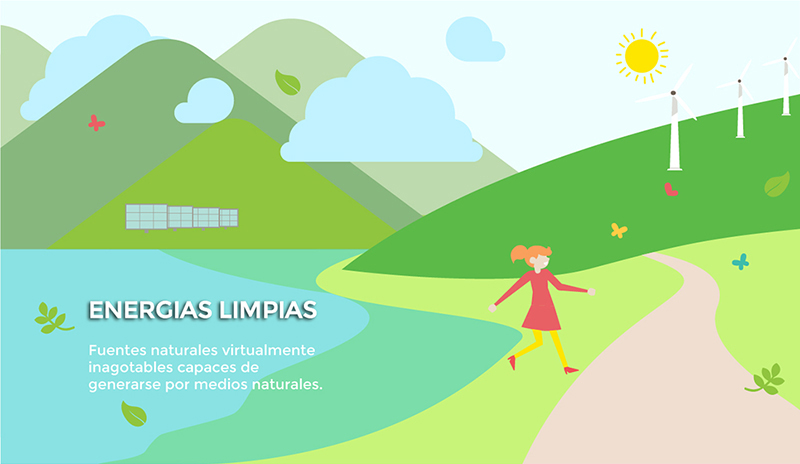 ENERGIAS LIMPIAS
Fuentes naturales virtualmente
inagotables capaces de
generarse por medios naturales.